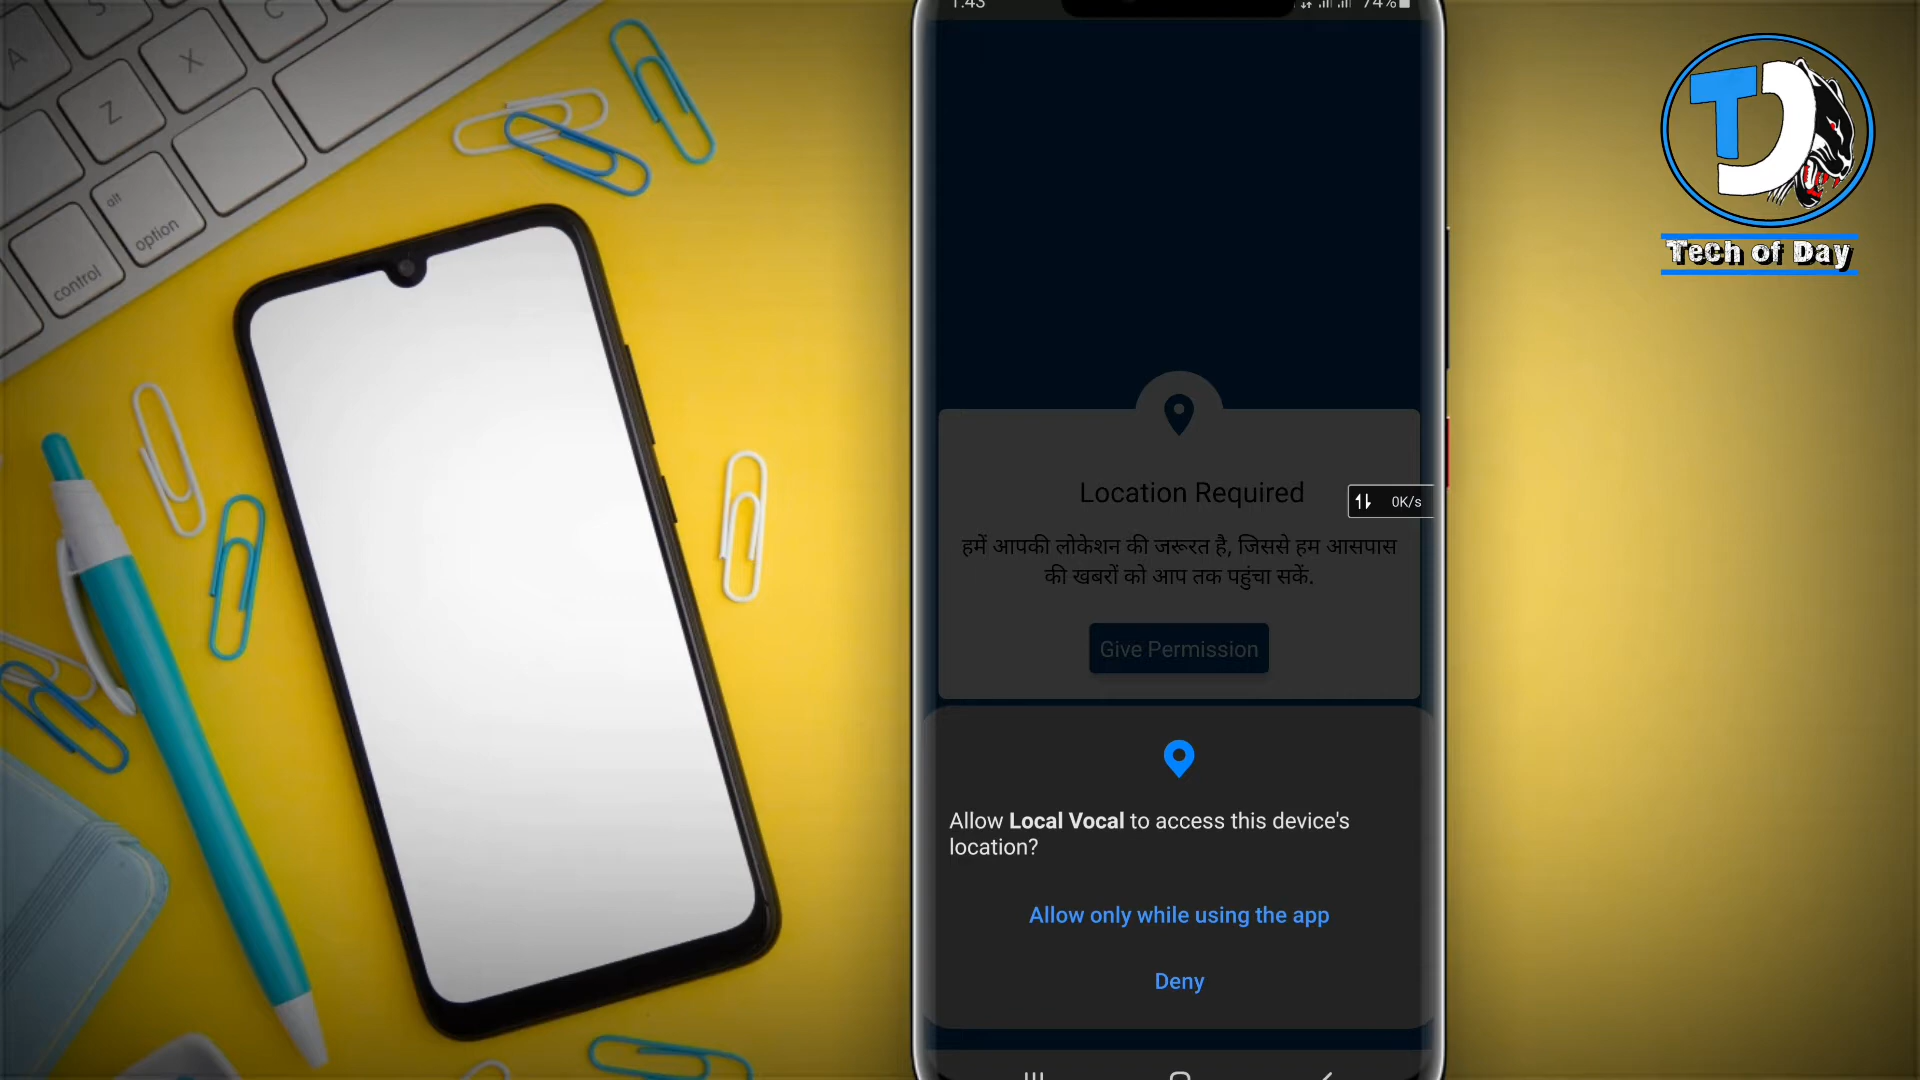 A
S
Z
X
C
alt
option
control
1:43
74%
Location Required
हमें आपकी लोकेशन की जरूरत है, जिससे हम आसपास
की खबरों को आप तक पहुंचा सकें.
0K/s
Give Permission
Allow Local Vocal to access this device's
location?
Allow only while using the app
Deny
TD
Tech of Day